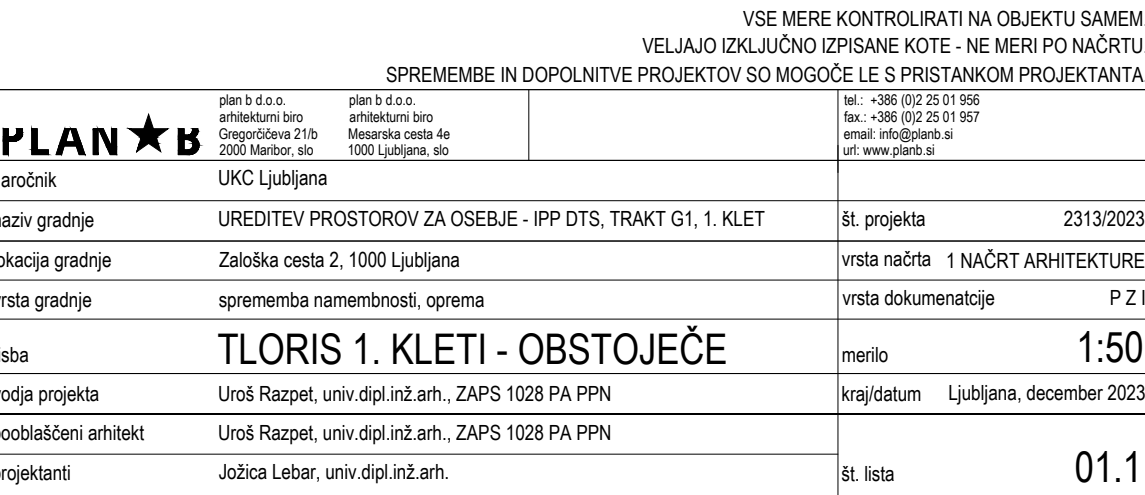 VSE MERE KONTROLIRATI NA OBJEKTU SAMEM
VELJAJO IZKLJUČNO IZPISANE KOTE - NE MERI PO NAČRTU
SPREMEMBE IN DOPOLNITVE PROJEKTOV SO MOGOČE LE S PRISTANKOM PROJEKTANTA
PLAN★B
plan b d.o.o.
arhitekturni biro
Gregorčičeva 21/b
2000 Maribor, slo
plan b d.o.o.
arhitekturni biro
Mesarska cesta 4e
1000 Ljubljana, slo
tel.: +386 (0)2 25 01 956
fax.: +386 (0)2 25 01 957
email: info@planb.si
url: www.planb.si
aročnik UKC Ljubljana
naziv gradnje UREDITEV PROSTOROV ZA OSEBJE - IPP DTS, TRAKT G1, 1. KLET št. projekta 2313/2023
okacija gradnje Zaloška cesta 2, 1000 Ljubljana vrsta načrta 1 NAČRT ARHITEKTURE
vrsta gradnje sprememba namembnosti, oprema vrsta dokumenatcije P Z I
isba TLORIS 1. KLETI - OBSTOJEČE merilo 1:50
vodja projekta Uroš Razpet, univ.dipl.inž.arh., ZAPS 1028 PA PPN kraj/datum Ljubljana, december 2023
pooblaščeni arhitekt Uroš Razpet, univ.dipl.inž.arh., ZAPS 1028 PA PPN
projektanti Jožica Lebar, univ.dipl.inž.arh. št. lista 01.1